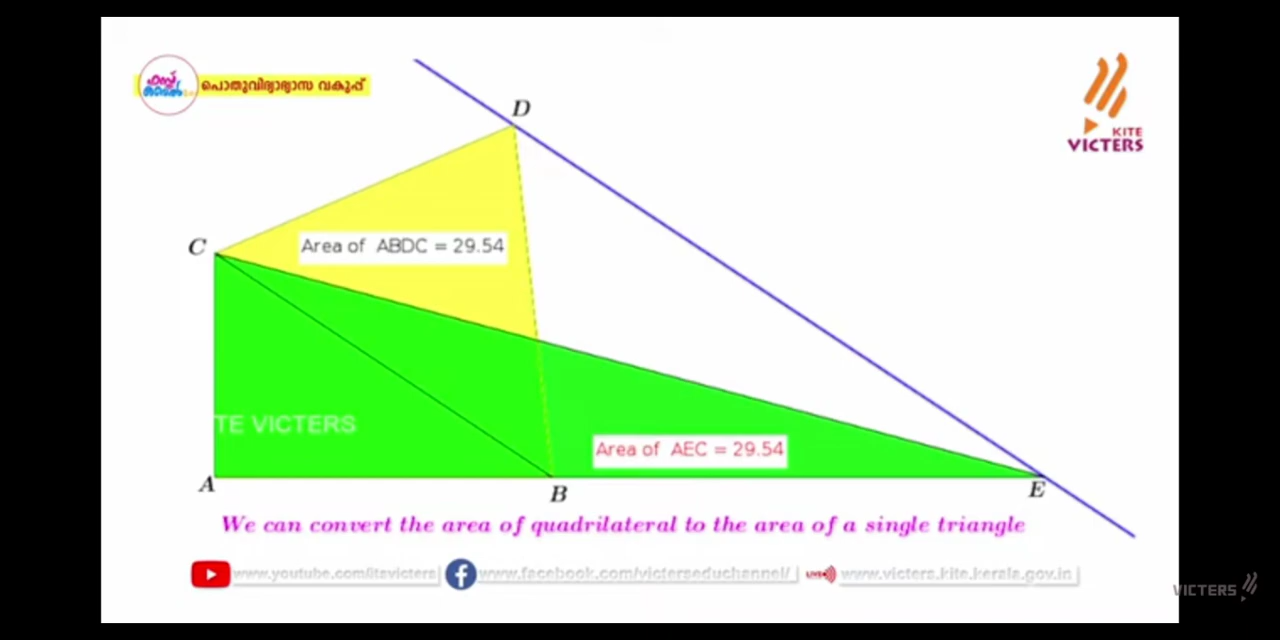 ഫസ്റ്റ്
പൊതുവിദ്യാഭ്യാസ വകുപ്പ്
KITE
VICTERS
D
C
Area of ABDC = 29.54
TE VICTERS
Area of AEC = 29.54
A
B
E
We can convert the area of quadrilateral to the area of a single triangle
www.youtube.com/itsvicters
www.facebook.com/victerseduchannel/
LIVE
www.victers.kite.kerala.gov.in
VICTERS